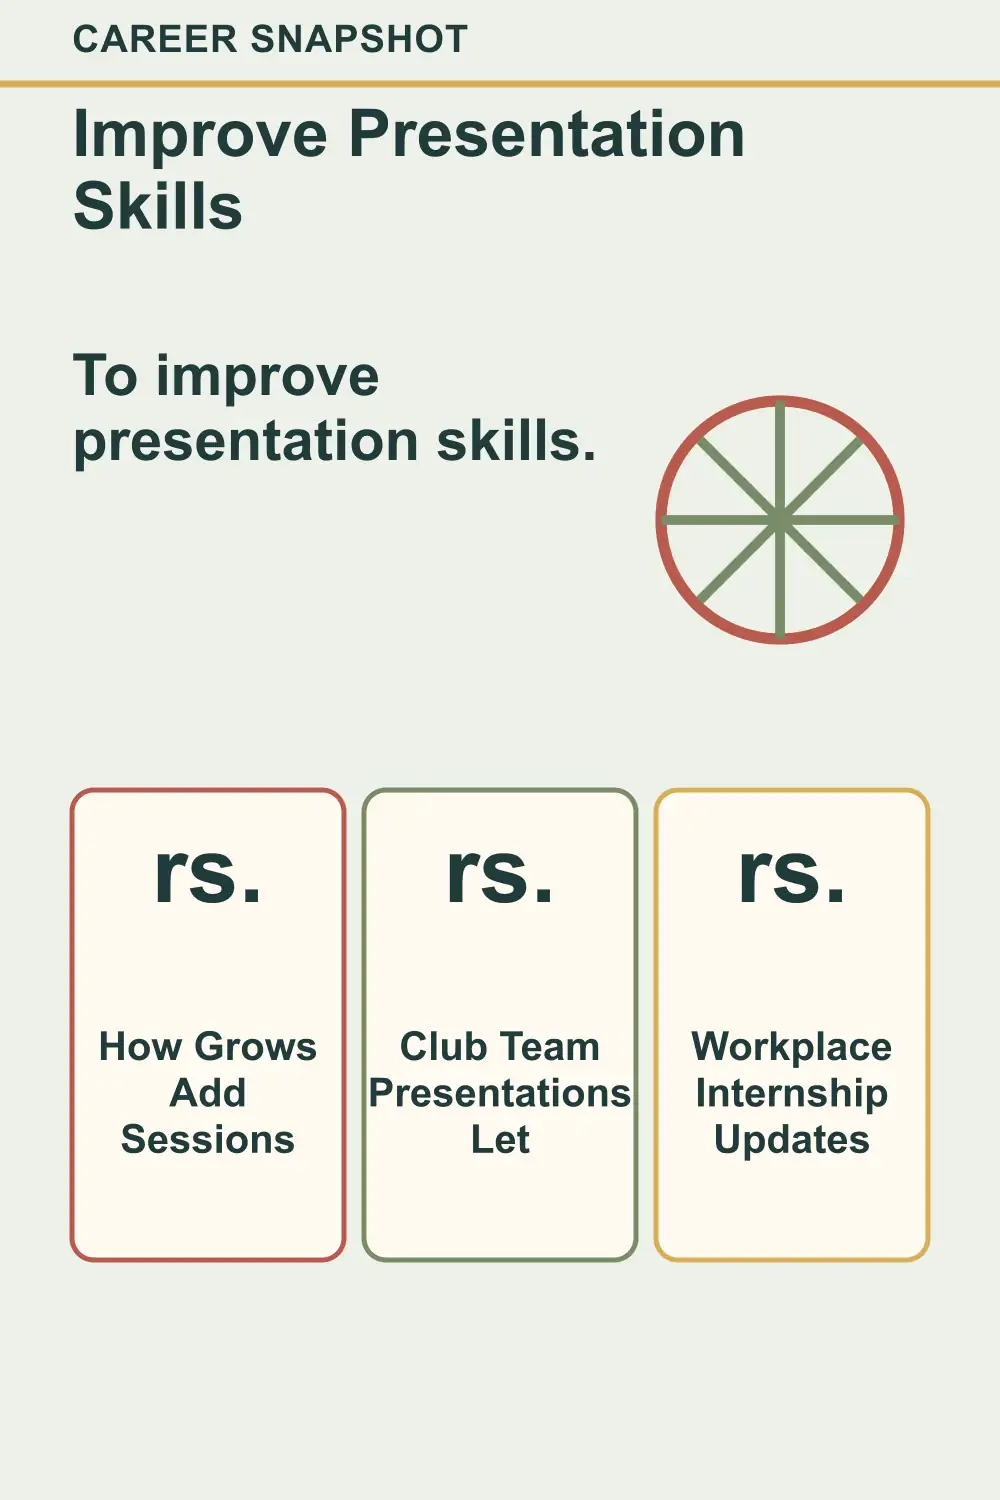 CAREER SNAPSHOT
Improve Presentation
Skills
To improve
presentation skills.
rs.
How Grows
Add
Sessions
rs.
Club Team
Presentations
Let
rs.
Workplace
Internship
Updates